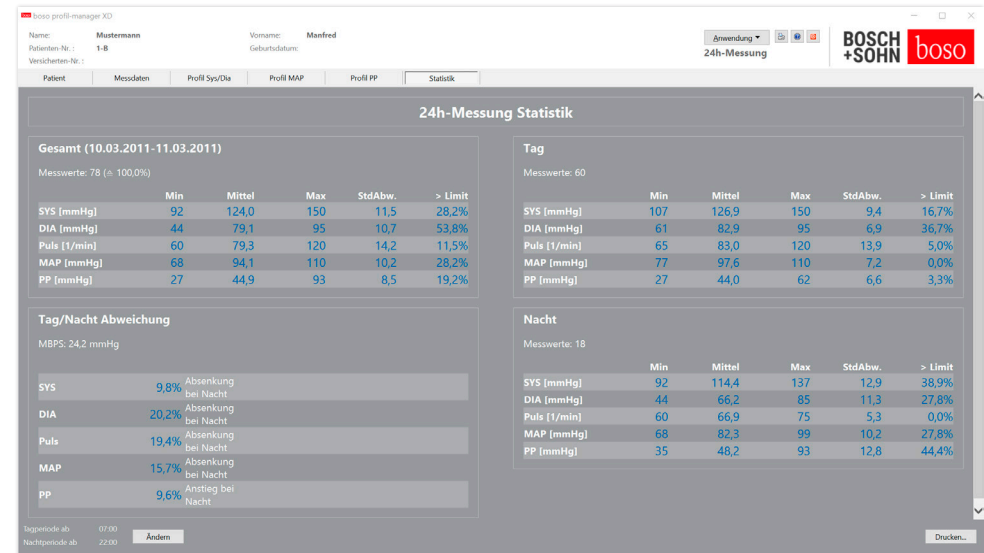 boso profil-manager XD
Name: Mustermann Vorname: Manfred
Patienten-Nr. : 1-B Geburtsdatum:
Versicherten-Nr. :
Anwendung
24h-Messung
BOSCH
+SOHN
boso
Patient Messdaten Profil Sys/Dia Profil MAP Profil PP Statistik
24h-Messung Statistik
Gesamt (10.03.2011-11.03.2011)
Messwerte: 78 (≙ 100,0%)
Min Mittel Max StdAbw. > Limit
SYS [mmHg] 92 124,0 150 11,5 28,2%
DIA [mmHg] 44 79,1 95 10,7 53,8%
Puls [1/min] 60 79,3 120 14,2 11,5%
MAP [mmHg] 68 94,1 110 10,2 28,2%
PP [mmHg] 27 44,9 93 8,5 19,2%
Tag
Messwerte: 60
Min Mittel Max StdAbw. > Limit
SYS [mmHg] 107 126,9 150 9,4 16,7%
DIA [mmHg] 61 82,9 95 6,9 36,7%
Puls [1/min] 65 83,0 120 13,9 5,0%
MAP [mmHg] 77 97,6 110 7,2 0,0%
PP [mmHg] 27 44,0 62 6,6 3,3%
Tag/Nacht Abweichung
MBPS: 24,2 mmHg
SYS 9,8% Absenkung
bei Nacht
DIA 20,2% Absenkung
bei Nacht
Puls 19,4% Absenkung
bei Nacht
MAP 15,7% Absenkung
bei Nacht
PP 9,6% Anstieg bei
Nacht
Nacht
Messwerte: 18
Min Mittel Max StdAbw. > Limit
SYS [mmHg] 92 114,4 137 12,9 38,9%
DIA [mmHg] 44 66,2 85 11,3 27,8%
Puls [1/min] 60 66,9 75 5,3 0,0%
MAP [mmHg] 68 82,3 99 10,2 27,8%
PP [mmHg] 35 48,2 93 12,8 44,4%
Tagperiode ab 07:00
Nachtperiode ab 22:00
Ändern
Drucken...